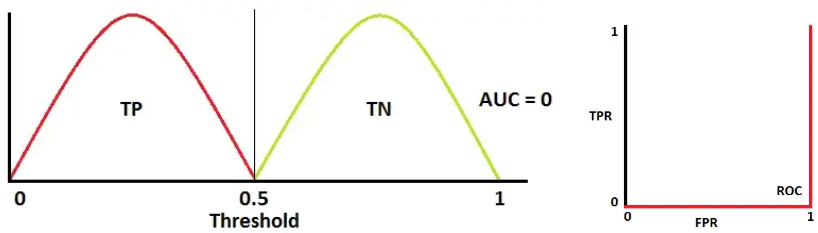 TP
TN
AUC = 0
0
0.5
1
Threshold
1
TPR
0
ROC
0
1
FPR